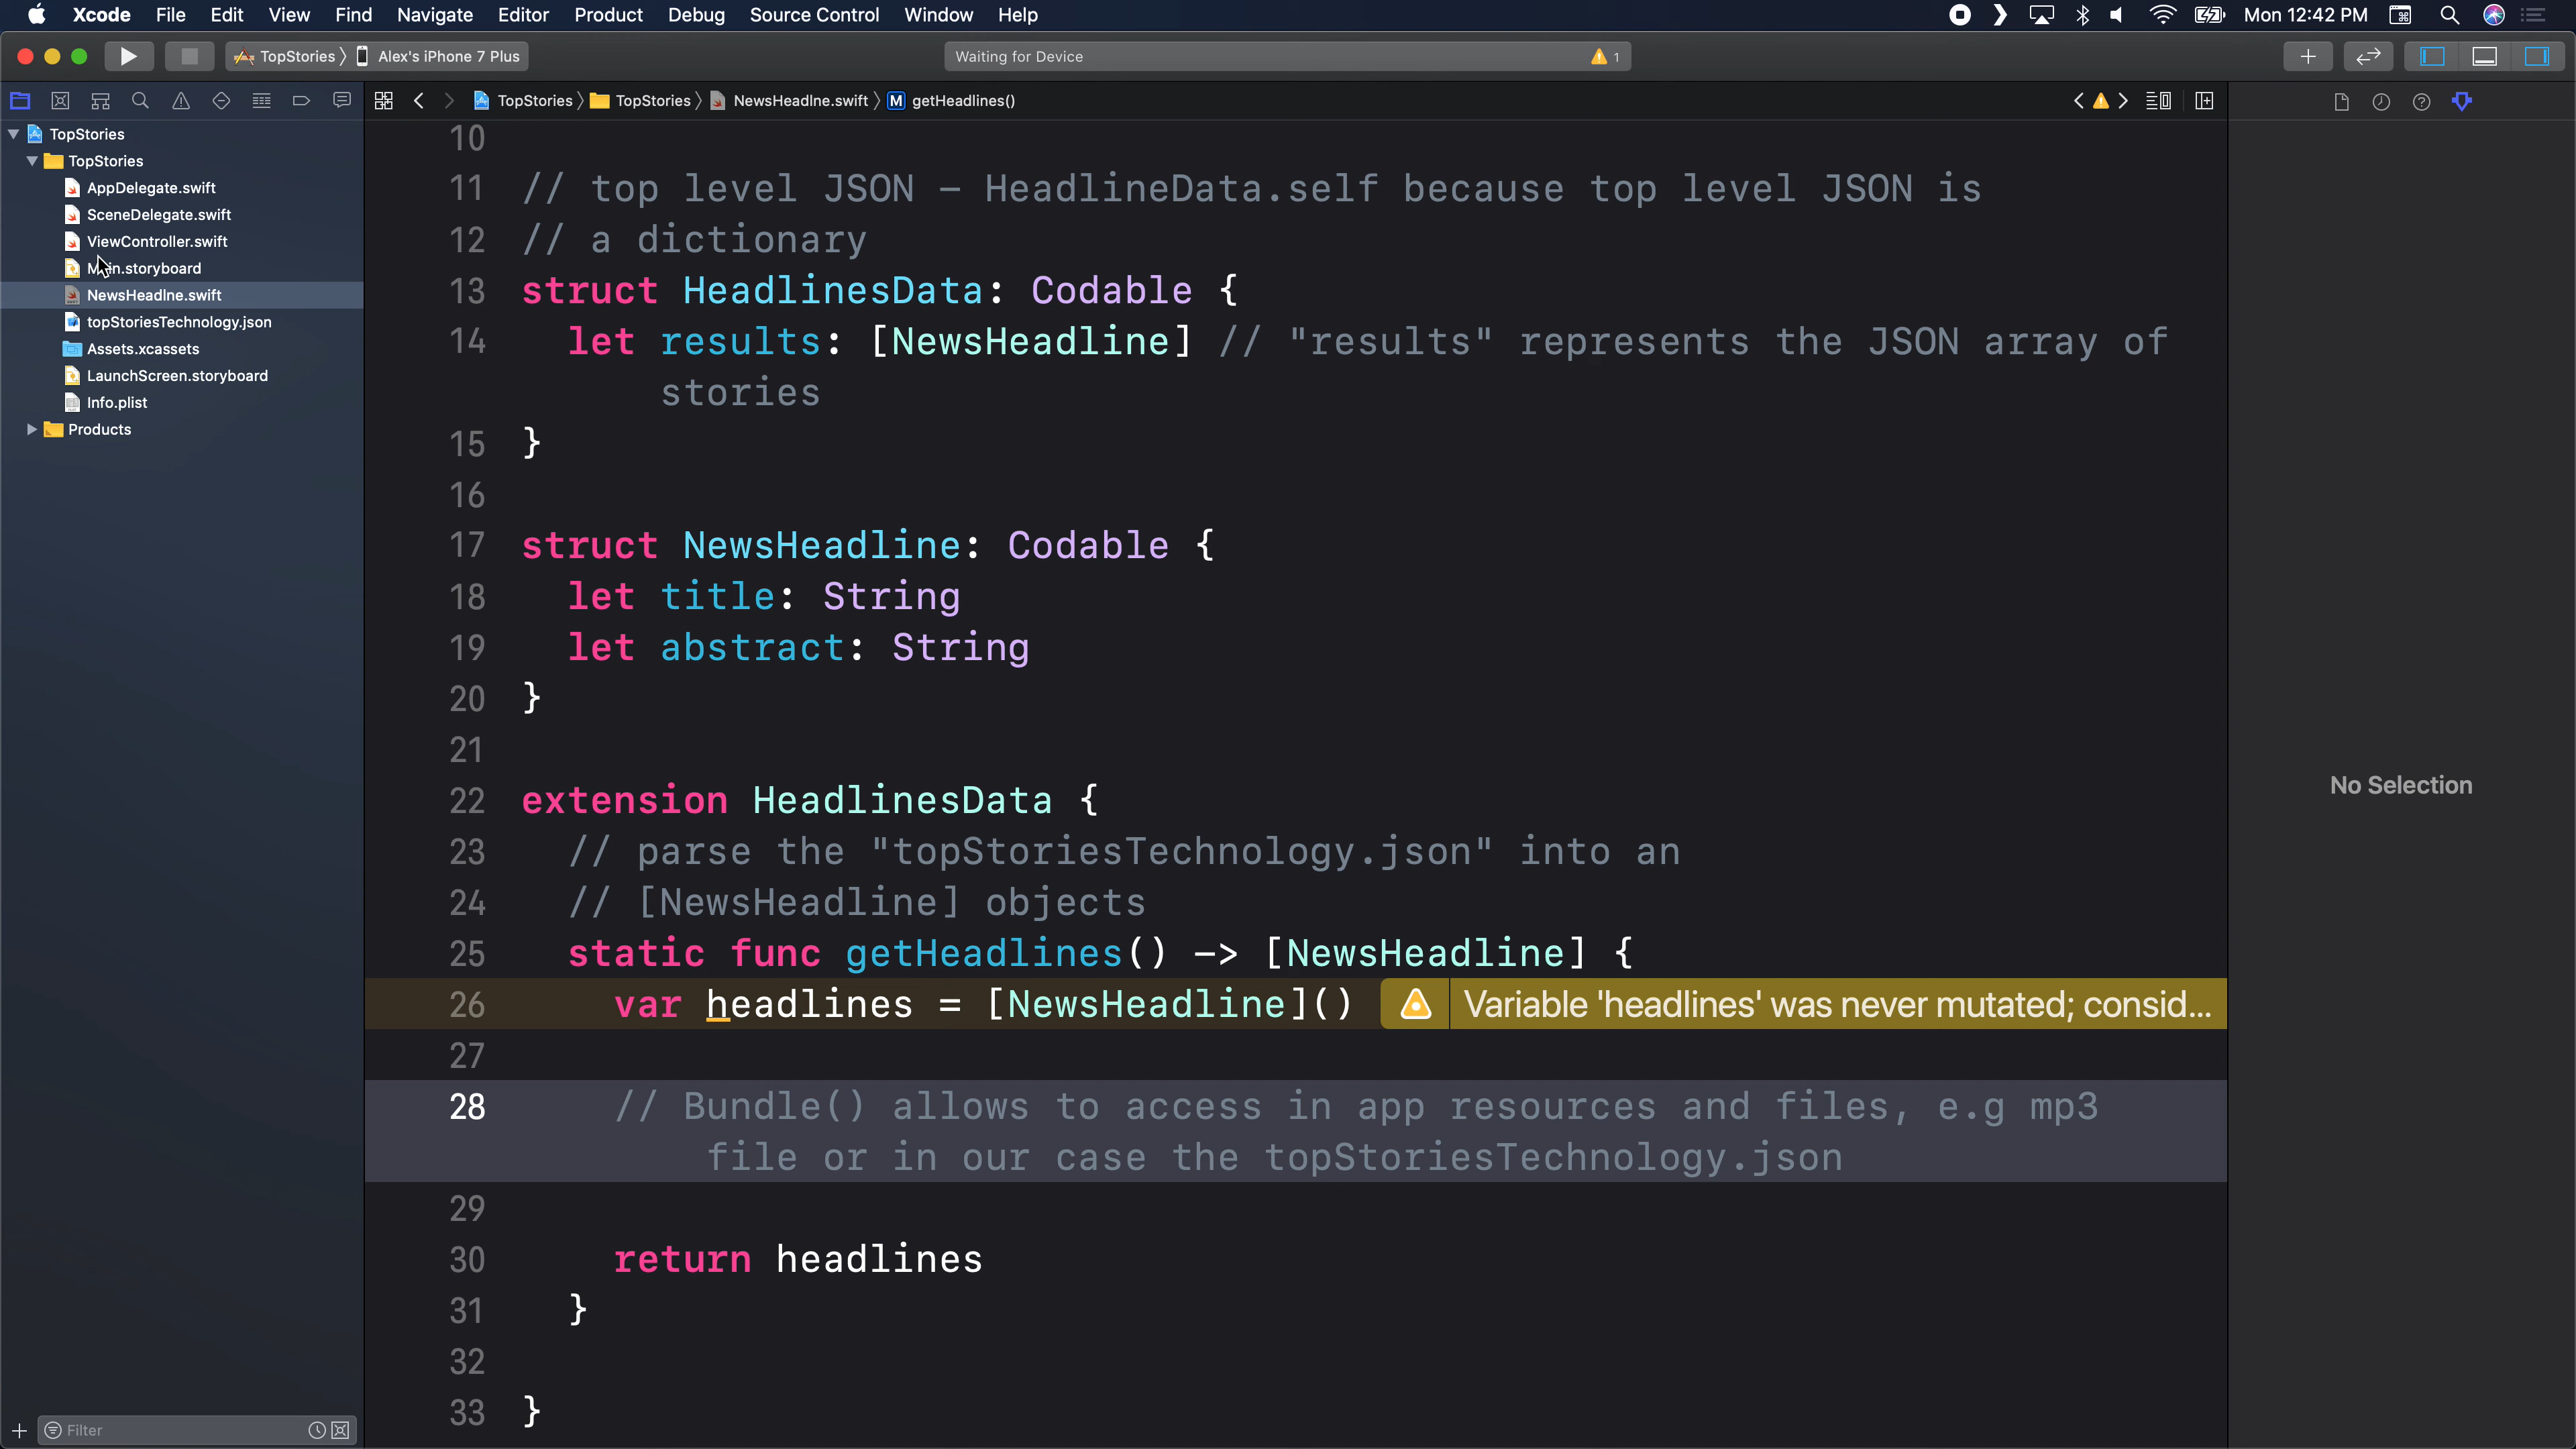 Xcode File Edit View Find Navigate Editor Product Debug Source Control Window Help Mon 12:42 PM
TopStories Alex's iPhone 7 Plus Waiting for Device 1
TopStories TopStories NewsHeadlne.swift M getHeadlines()
TopStories
TopStories
AppDelegate.swift
SceneDelegate.swift
ViewController.swift
Main.storyboard
NewsHeadlne.swift
topStoriesTechnology.json
Assets.xcassets
LaunchScreen.storyboard
Info.plist
Products
Filter
10
11 // top level JSON - HeadlineData.self because top level JSON is
12 // a dictionary
13 struct HeadlinesData: Codable {
14 let results: [NewsHeadline] // "results" represents the JSON array of
stories
15 }
16
17 struct NewsHeadline: Codable {
18 let title: String
19 let abstract: String
20 }
21
22 extension HeadlinesData {
23 // parse the "topStoriesTechnology.json" into an
24 // [NewsHeadline] objects
25 static func getHeadlines() -> [NewsHeadline] {
26 var headlines = [NewsHeadline]() Variable 'headlines' was never mutated; consid...
27
28 // Bundle() allows to access in app resources and files, e.g mp3
file or in our case the topStoriesTechnology.json
29
30 return headlines
31 }
32
33 }
No Selection